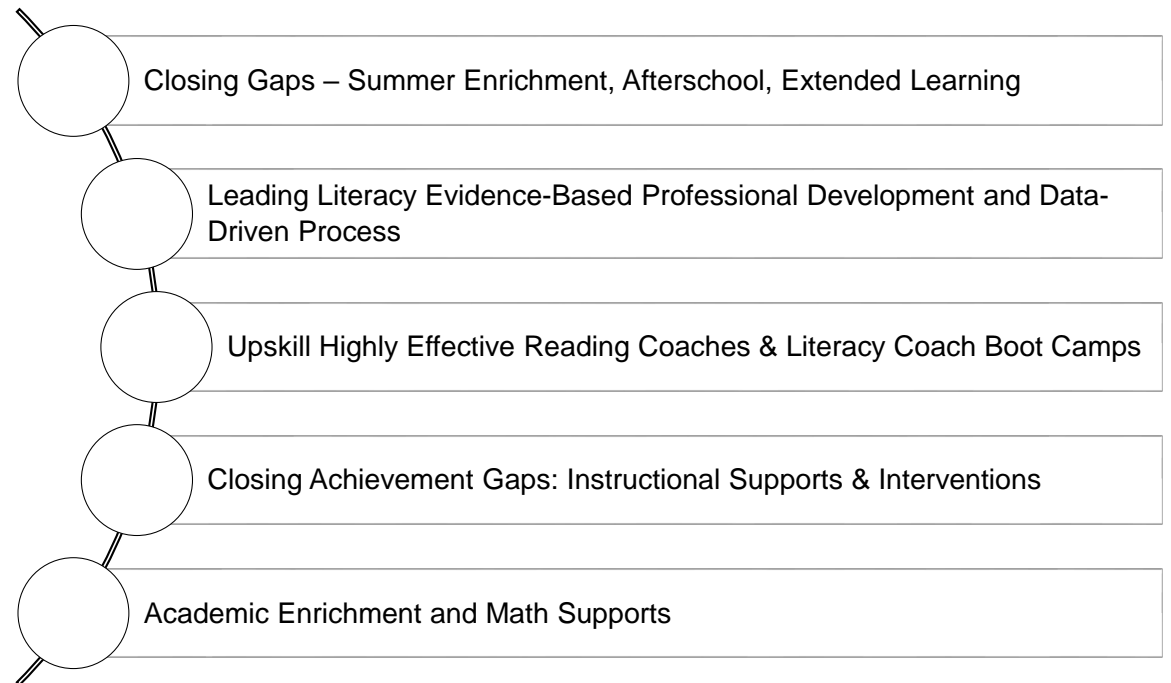 Closing Gaps – Summer Enrichment, Afterschool, Extended Learning
Leading Literacy Evidence-Based Professional Development and Data-
Driven Process
Upskill Highly Effective Reading Coaches & Literacy Coach Boot Camps
Closing Achievement Gaps: Instructional Supports & Interventions
Academic Enrichment and Math Supports